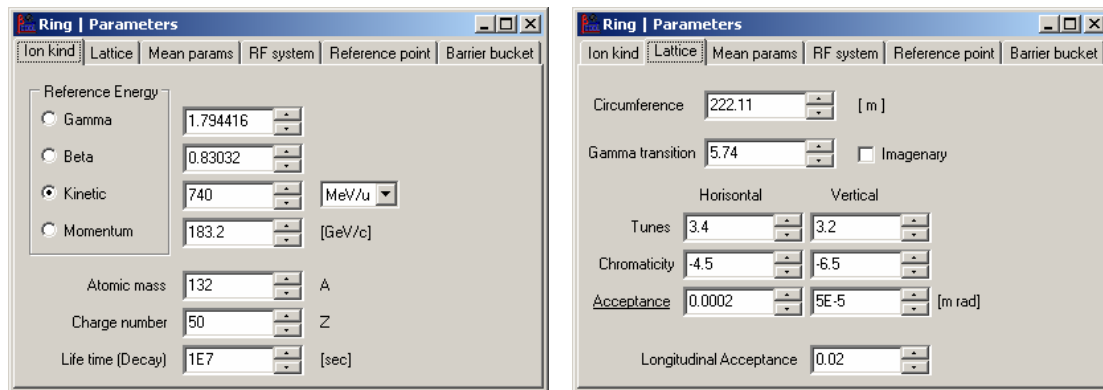 Ring | Parameters
Ion kind Lattice Mean params RF system Reference point Barrier bucket
Reference Energy
Gamma 1.794416
Beta 0.83032
Kinetic 740 MeV/u
Momentum 183.2 [GeV/c]
Atomic mass 132 A
Charge number 50 Z
Life time (Decay) 1E7 [sec]
Ring | Parameters
Ion kind Lattice Mean params RF system Reference point Barrier bucket
Circumference 222.11 [ m ]
Gamma transition 5.74 Imagenary
Horisontal Vertical
Tunes 3.4 3.2
Chromaticity -4.5 -6.5
Acceptance 0.0002 5E-5 [m rad]
Longitudinal Acceptance 0.02